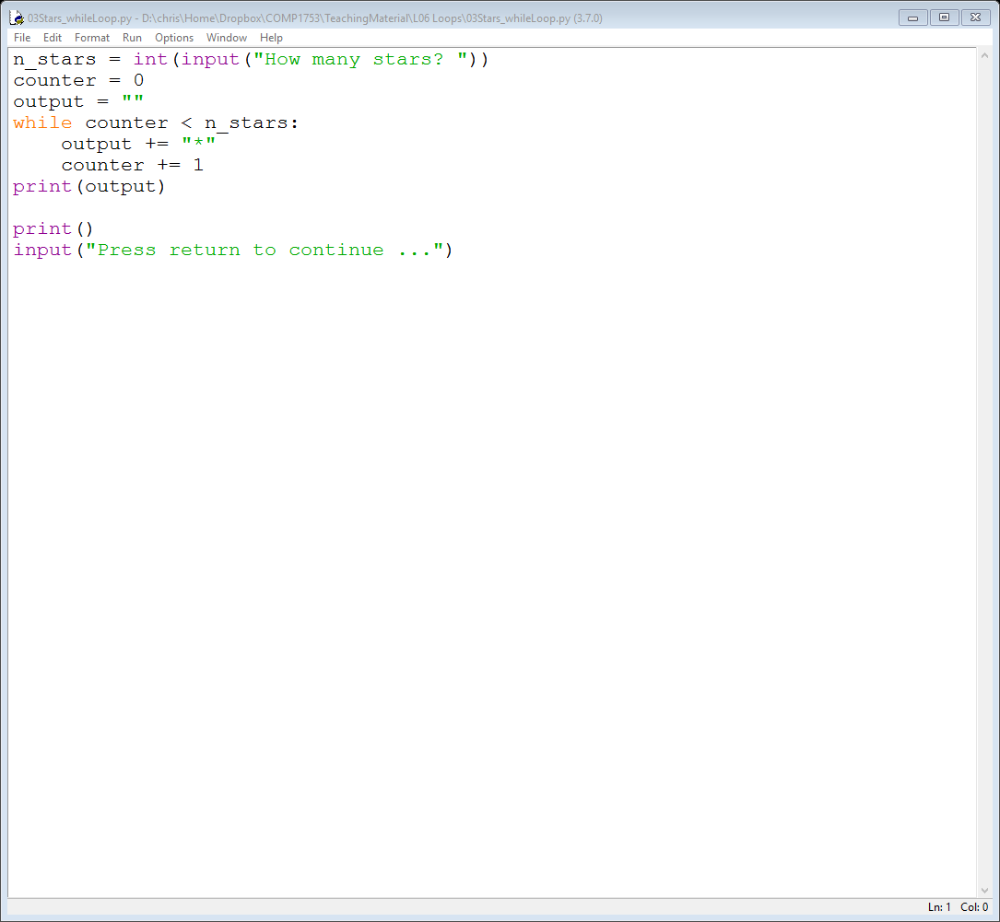 03Stars_whileLoop.py - D:\chris\Home\Dropbox\COMP1753\TeachingMaterial\L06 Loops\03Stars_whileLoop.py (3.7.0)
File Edit Format Run Options Window Help
n_stars = int(input("How many stars? "))
counter = 0
output = ""
while counter < n_stars:
    output += "*"
    counter += 1
print(output)

print()
input("Press return to continue ...")
Ln: 1 Col: 0